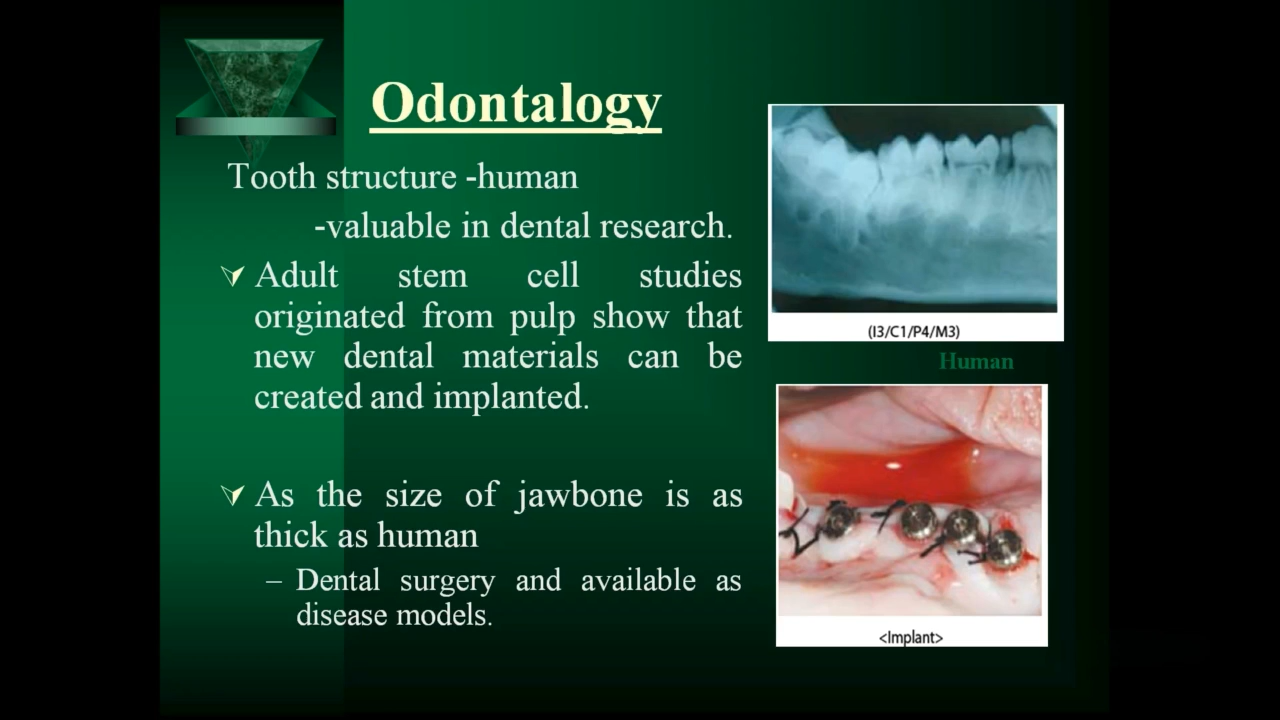 Odontalogy
Tooth structure -human
-valuable in dental research.
Adult stem cell studies
originated from pulp show that
new dental materials can be
created and implanted.
As the size of jawbone is as
thick as human
– Dental surgery and available as
disease models.
(I3/C1/P4/M3)
Human
<Implant>